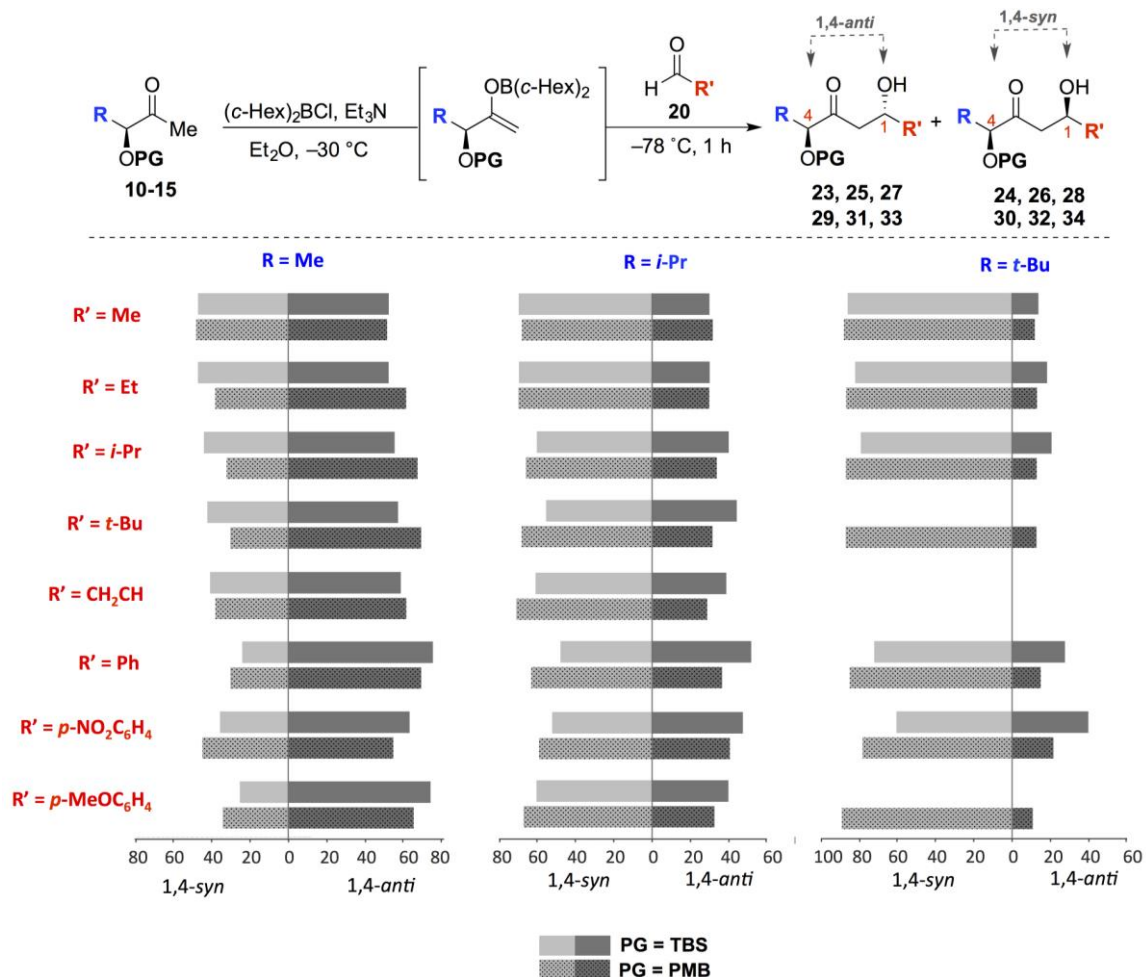 1,4-anti
1,4-syn
O
R
Me
OPG
10-15
(c-Hex)₂BCl, Et₃N
Et₂O, –30 °C
OB(c-Hex)₂
R
OPG
O
H
R'
20
–78 ˚C, 1 h
O OH
R 4 1 R'
OPG
+
O OH
R 4 1 R'
OPG
23, 25, 27
29, 31, 33
24, 26, 28
30, 32, 34
R = Me
R = i-Pr
R = t-Bu
R' = Me
R' = Et
R' = i-Pr
R' = t-Bu
R' = CH₂CH
R' = Ph
R' = p-NO₂C₆H₄
R' = p-MeOC₆H₄
80 60 40 20 0 20 40 60 80
1,4-syn 1,4-anti
60 40 20 0 20 40 60
1,4-syn 1,4-anti
100 80 60 40 20 0 20 40 60
1,4-syn 1,4-anti
PG = TBS
PG = PMB